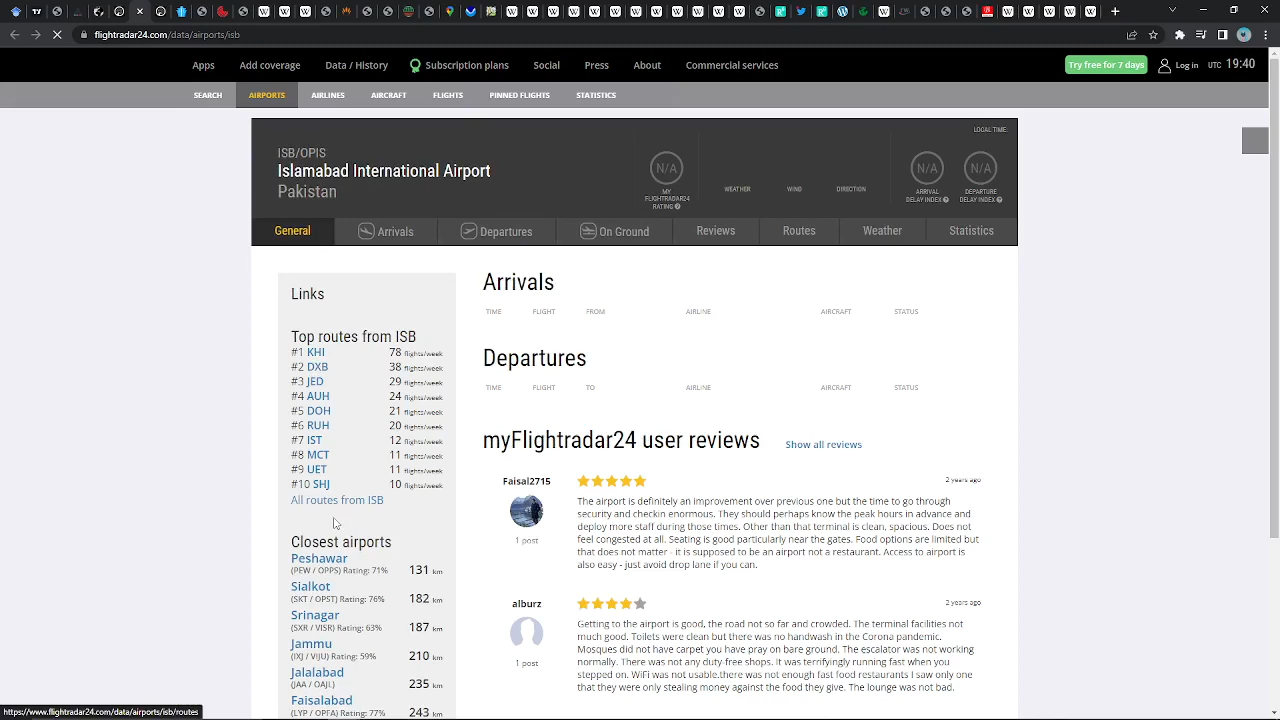 flightradar24.com/data/airports/isb
Apps
Add coverage
Data / History
Subscription plans
Social
Press
About
Commercial services
Try free for 7 days
Log in
UTC 19:40
SEARCH
AIRPORTS
AIRLINES
AIRCRAFT
FLIGHTS
PINNED FLIGHTS
STATISTICS
LOCAL TIME:
ISB/OPIS
Islamabad International Airport
Pakistan
N/A
MY
FLIGHTRADAR24
RATING
WEATHER
WIND
DIRECTION
N/A
ARRIVAL
DELAY INDEX
N/A
DEPARTURE
DELAY INDEX
General
Arrivals
Departures
On Ground
Reviews
Routes
Weather
Statistics
Links
Top routes from ISB
#1 KHI 78 flights/week
#2 DXB 38 flights/week
#3 JED 29 flights/week
#4 AUH 24 flights/week
#5 DOH 21 flights/week
#6 RUH 20 flights/week
#7 IST 12 flights/week
#8 MCT 11 flights/week
#9 UET 11 flights/week
#10 SHJ 10 flights/week
All routes from ISB
Closest airports
Peshawar
(PEW / OPPS) Rating: 71% 131 km
Sialkot
(SKT / OPST) Rating: 76% 182 km
Srinagar
(SXR / VISR) Rating: 63% 187 km
Jammu
(IXJ / VIJU) Rating: 59% 210 km
Jalalabad
(JAA / OAJL) 235 km
Faisalabad
(LYP / OPFA) Rating: 77% 243 km
Arrivals
TIME FLIGHT FROM AIRLINE AIRCRAFT STATUS
Departures
TIME FLIGHT TO AIRLINE AIRCRAFT STATUS
myFlightradar24 user reviews
Show all reviews
Faisal2715
1 post
2 years ago
The airport is definitely an improvement over previous one but the time to go through
security and checkin enormous. They should perhaps know the peak hours in advance and
deploy more staff during those times. Other than that terminal is clean, spacious. Does not
feel congested at all. Seating is good particularly near the gates. Food options are limited but
that does not matter - it is supposed to be an airport not a restaurant. Access to airport is
also easy - just avoid drop lane if you can.
alburz
1 post
2 years ago
Getting to the airport is good, the road not so far and crowded. The terminal facilities not
much good. Toilets were clean but there was no handwash in the Corona pandemic.
Mosques did not have carpet you have pray on bare ground. The escalator was not working
normally. There was not any duty-free shops. It was terrifyingly running fast when you
stepped on. WiFi was not usable.there was not enough fast food restaurants I saw only one
that they were only stealing money against the food they give. The lounge was not bad.
https://www.flightradar24.com/data/airports/isb/routes